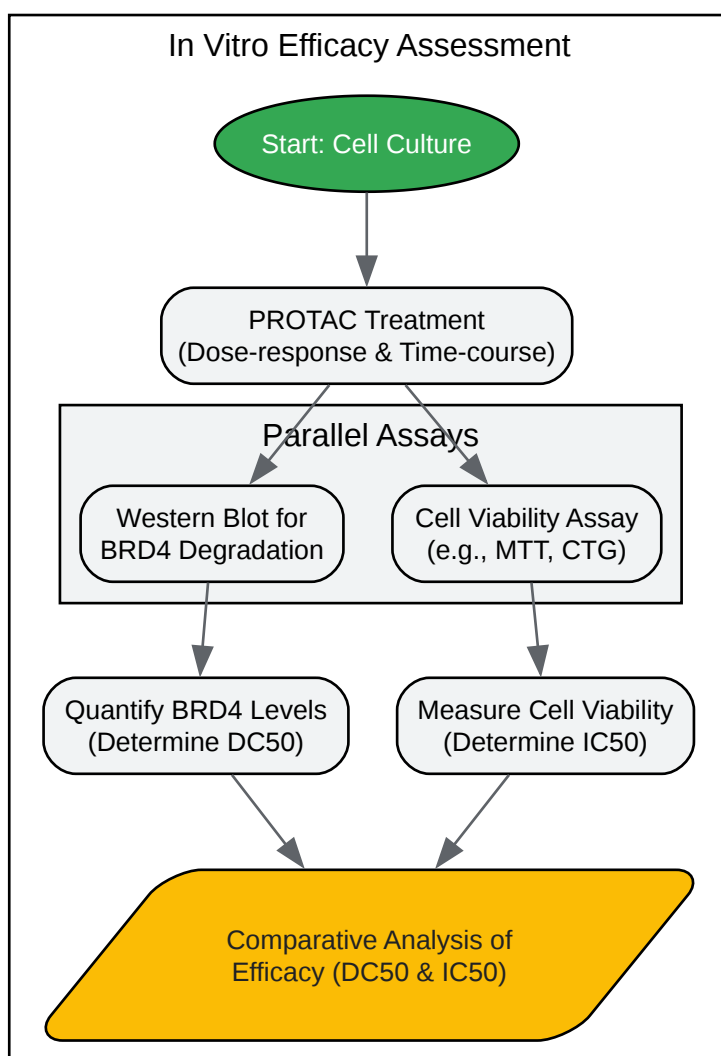 In Vitro Efficacy Assessment
Start: Cell Culture
PROTAC Treatment
(Dose-response & Time-course)
Parallel Assays
Western Blot for
BRD4 Degradation
Cell Viability Assay
(e.g., MTT, CTG)
Quantify BRD4 Levels
(Determine DC50)
Measure Cell Viability
(Determine IC50)
Comparative Analysis of
Efficacy (DC50 & IC50)